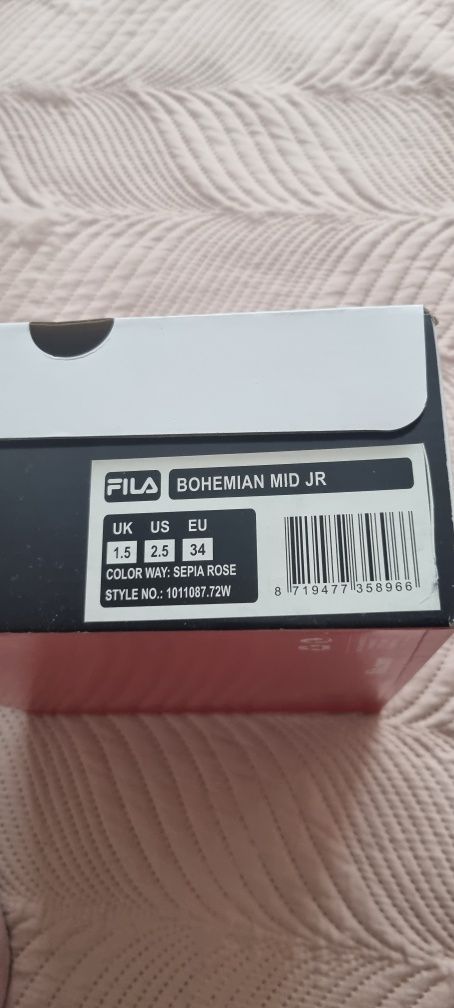 FILA BOHEMIAN MID JR
UK US EU
1.5 2.5 34
COLOR WAY: SEPIA ROSE
STYLE NO.: 1011087.72W
8 719477 358966